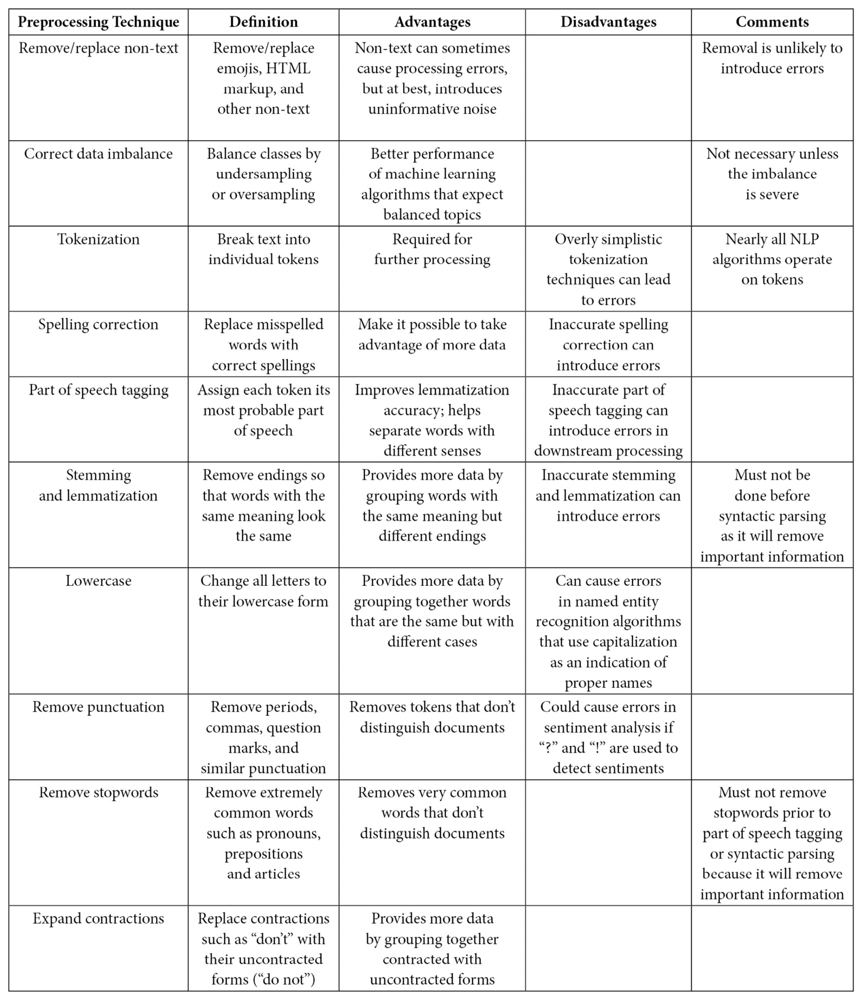 Preprocessing Technique
Definition
Advantages
Disadvantages
Comments
Remove/replace non-text
Remove/replace
emojis, HTML
markup, and
other non-text
Non-text can sometimes
cause processing errors,
but at best, introduces
uninformative noise
Removal is unlikely to
introduce errors
Correct data imbalance
Balance classes by
undersampling
or oversampling
Better performance
of machine learning
algorithms that expect
balanced topics
Not necessary unless
the imbalance
is severe
Tokenization
Break text into
individual tokens
Required for
further processing
Overly simplistic
tokenization
techniques can lead
to errors
Nearly all NLP
algorithms operate
on tokens
Spelling correction
Replace misspelled
words with
correct spellings
Make it possible to take
advantage of more data
Inaccurate spelling
correction can
introduce errors
Part of speech tagging
Assign each token its
most probable part
of speech
Improves lemmatization
accuracy; helps
separate words with
different senses
Inaccurate part of
speech tagging can
introduce errors in
downstream processing
Stemming
and lemmatization
Remove endings so
that words with the
same meaning look
the same
Provides more data by
grouping words with
the same meaning but
different endings
Inaccurate stemming
and lemmatization can
introduce errors
Must not be
done before
syntactic parsing
as it will remove
important information
Lowercase
Change all letters to
their lowercase form
Provides more data by
grouping together words
that are the same but with
different cases
Can cause errors
in named entity
recognition algorithms
that use capitalization
as an indication of
proper names
Remove punctuation
Remove periods,
commas, question
marks, and
similar punctuation
Removes tokens that don’t
distinguish documents
Could cause errors in
sentiment analysis if
“?” and “!” are used to
detect sentiments
Remove stopwords
Remove extremely
common words
such as pronouns,
prepositions
and articles
Removes very common
words that don’t
distinguish documents
Must not remove
stopwords prior to
part of speech tagging
or syntactic parsing
because it will remove
important information
Expand contractions
Replace contractions
such as “don’t” with
their uncontracted
forms (“do not”)
Provides more data
by grouping together
contracted with
uncontracted forms